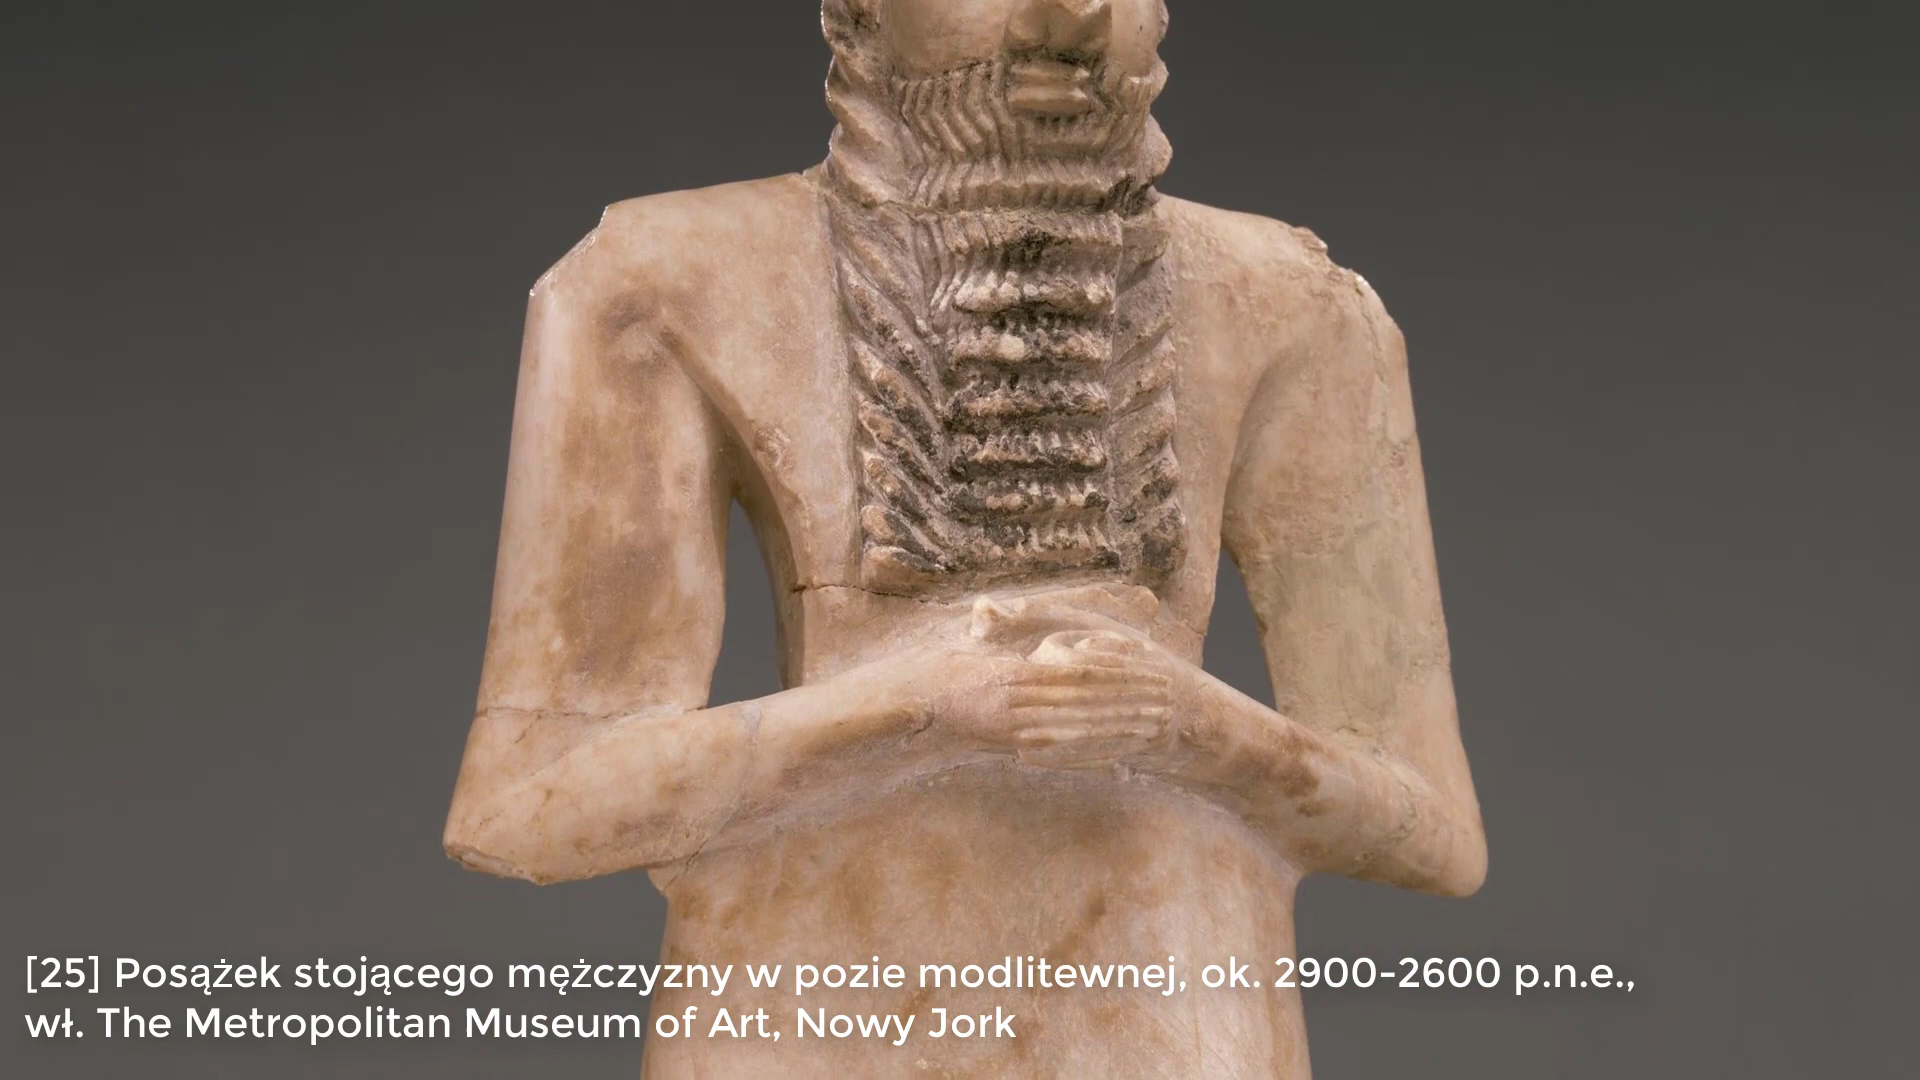 [25] Posążek stojącego mężczyzny w pozie modlitewnej, ok. 2900-2600 p.n.e.,
wł. The Metropolitan Museum of Art, Nowy Jork